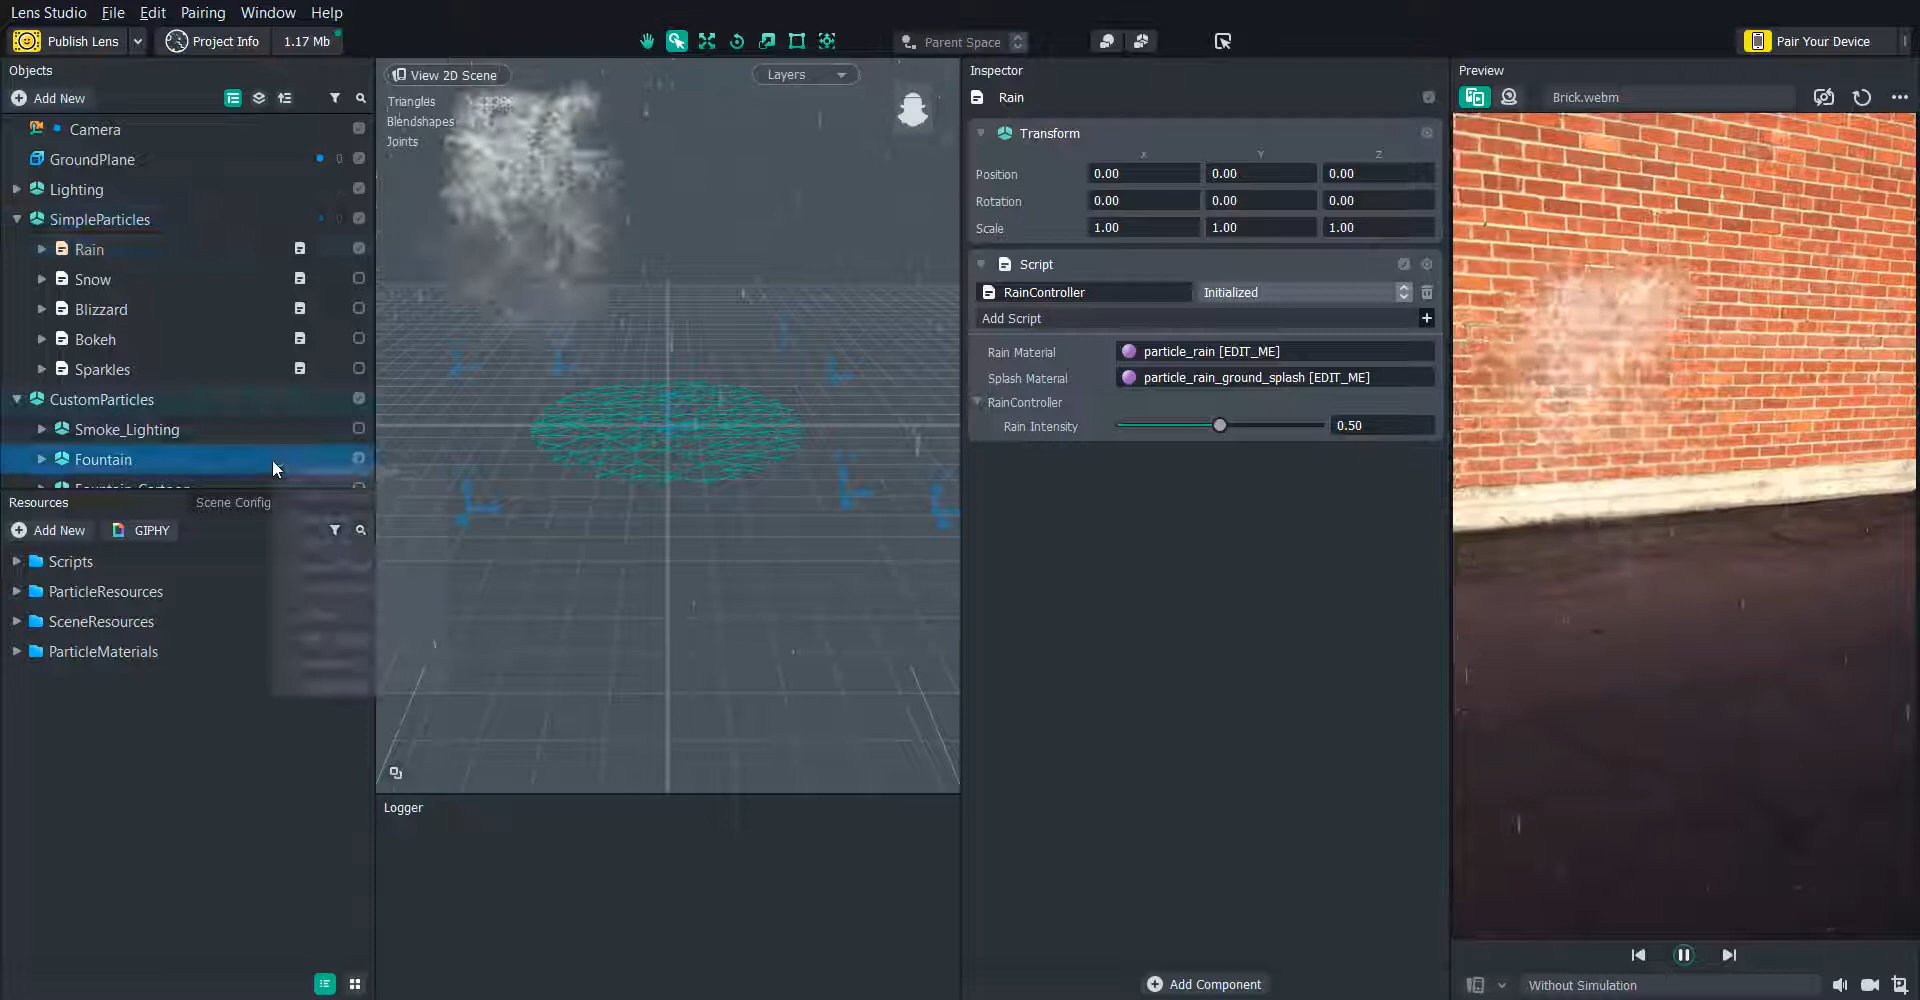 Lens Studio File Edit Pairing Window Help
Publish Lens Project Info 1.17 Mb Parent Space Pair Your Device
Objects
Add New
Camera
GroundPlane 0
Lighting
SimpleParticles 0
Rain
Snow
Blizzard
Bokeh
Sparkles
CustomParticles
Smoke_Lighting
Fountain
Fountain_Cartoon
Resources Scene Config
Add New GIPHY
Scripts
ParticleResources
SceneResources
ParticleMaterials
View 2D Scene Layers
Triangles
Blendshapes
Joints
Logger
Inspector
Rain
Transform
X Y Z
Position 0.00 0.00 0.00
Rotation 0.00 0.00 0.00
Scale 1.00 1.00 1.00
Script
RainController Initialized
Add Script
Rain Material particle_rain [EDIT_ME]
Splash Material particle_rain_ground_splash [EDIT_ME]
RainController
Rain Intensity 0.50
Add Component
Preview
Brick.webm
Without Simulation